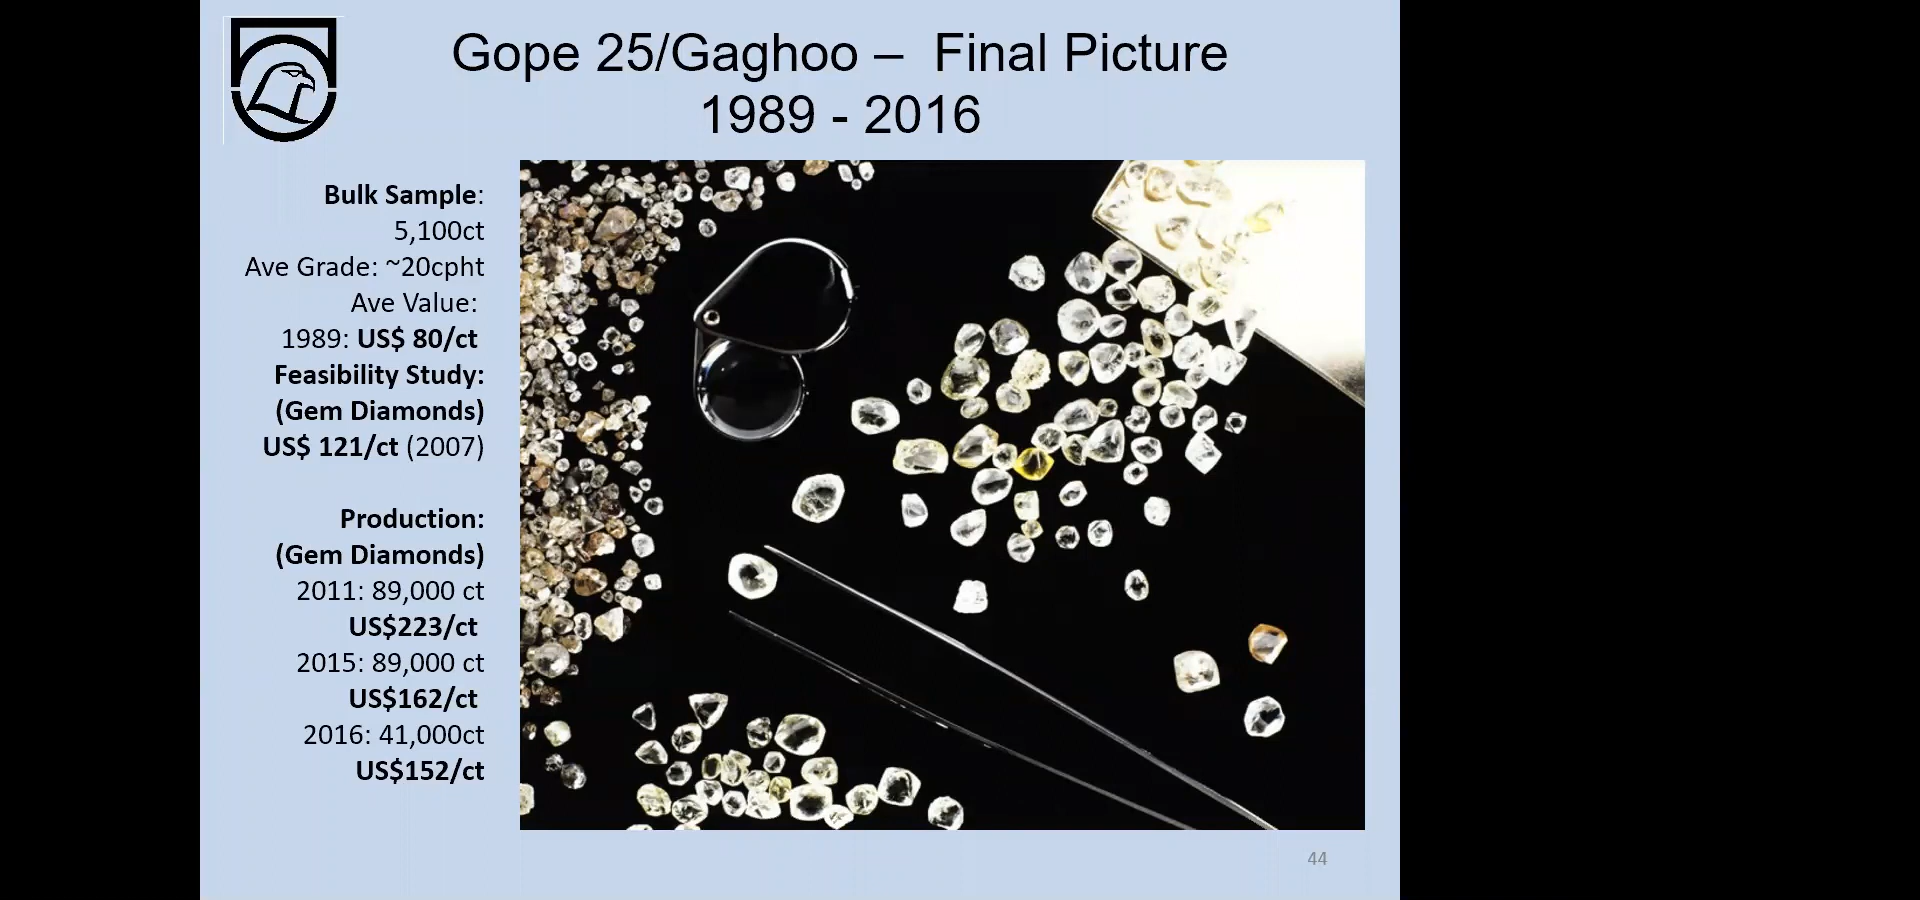 Gope 25/Gaghoo – Final Picture
1989 - 2016
Bulk Sample:
5,100ct
Ave Grade: ~20cpht
Ave Value:
1989: US$ 80/ct
Feasibility Study:
(Gem Diamonds)
US$ 121/ct (2007)
Production:
(Gem Diamonds)
2011: 89,000 ct
US$223/ct
2015: 89,000 ct
US$162/ct
2016: 41,000ct
US$152/ct
44